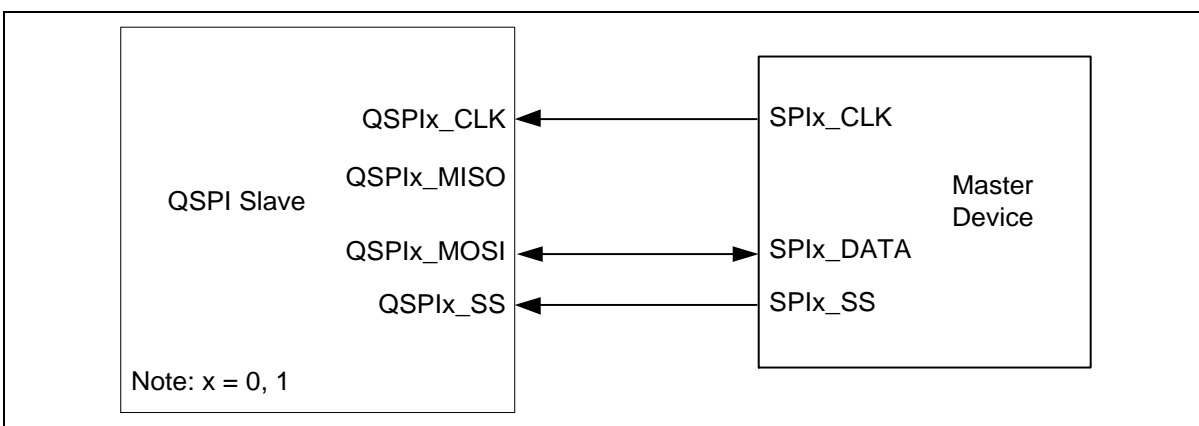 QSPIx_CLK
SPIx_CLK
QSPIx_MISO
QSPI Slave
Master
Device
QSPIx_MOSI
SPIx_DATA
QSPIx_SS
SPIx_SS
Note: x = 0, 1